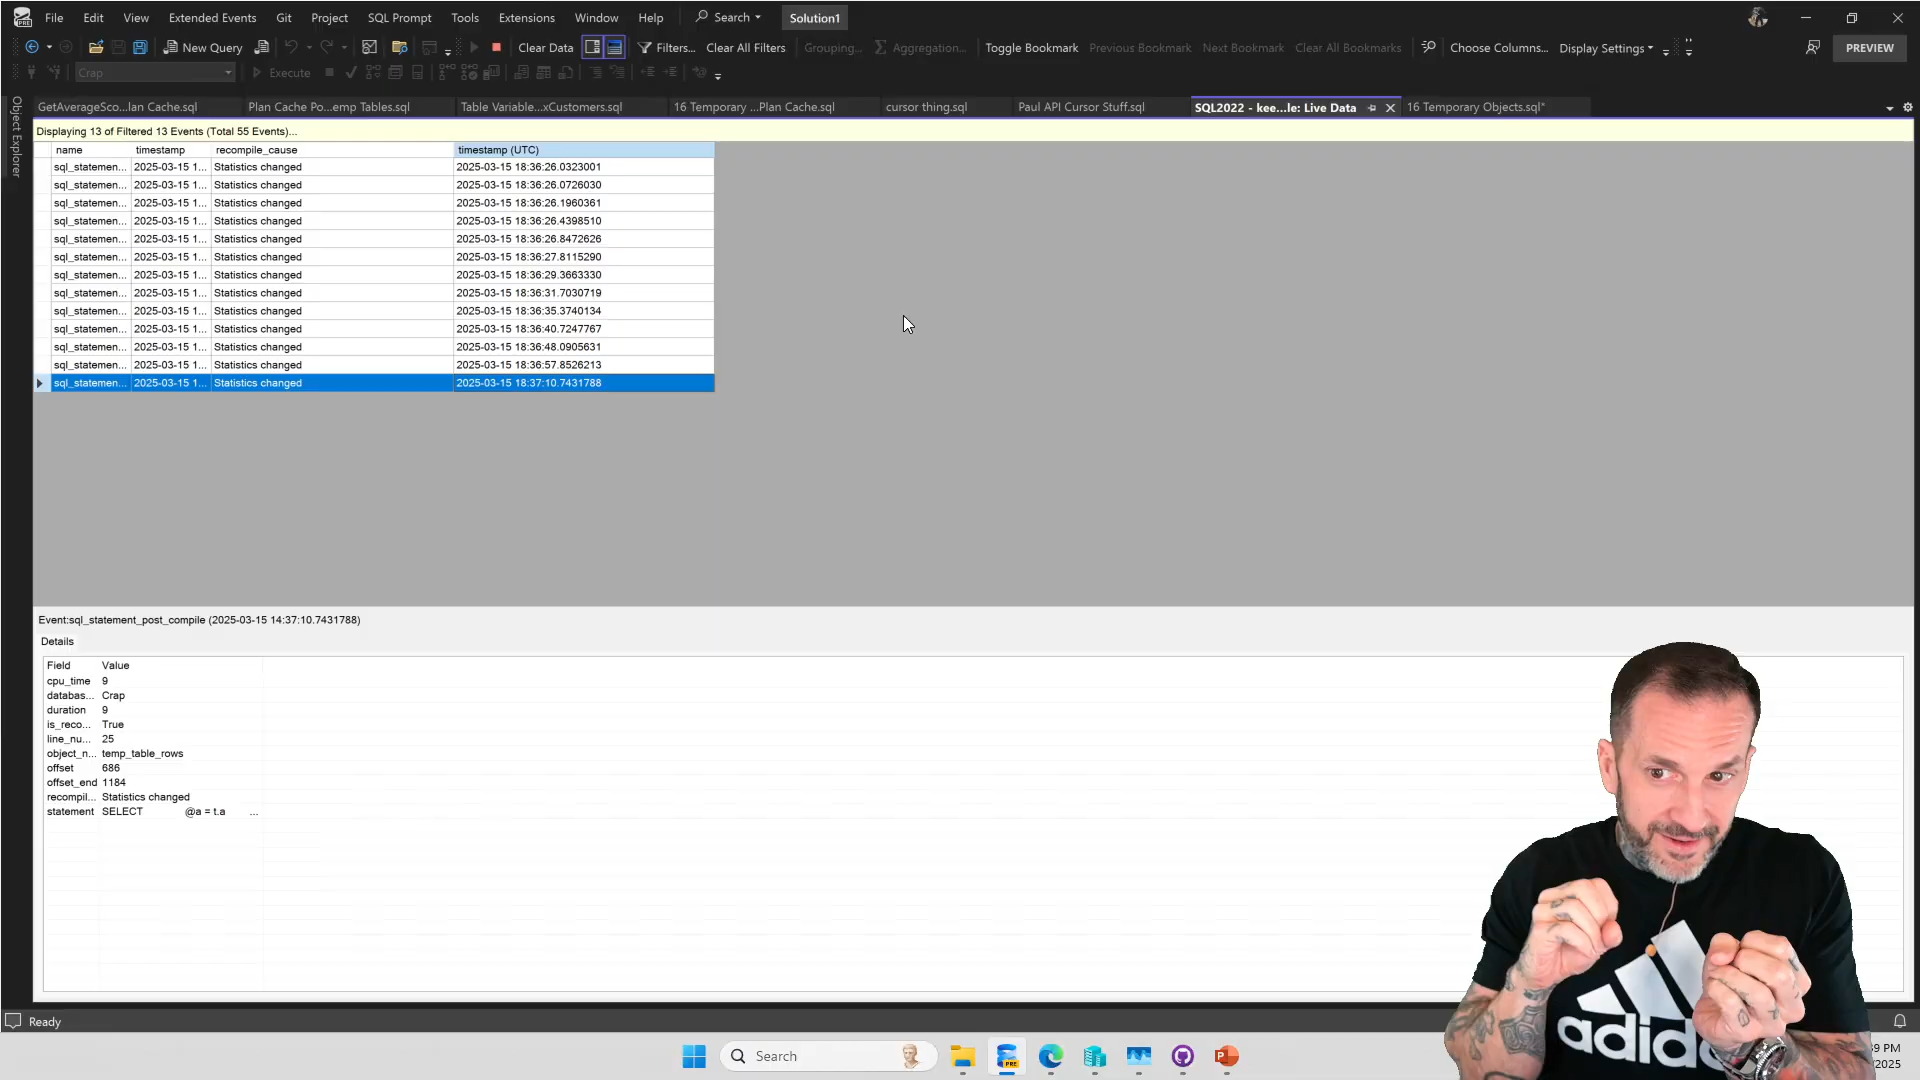 File Edit View Extended Events Git Project SQL Prompt Tools Extensions Window Help Search Solution1
New Query Clear Data Filters... Clear All Filters Grouping... Aggregation... Toggle Bookmark Previous Bookmark Next Bookmark Clear All Bookmarks Choose Columns... Display Settings PREVIEW
Crap Execute
Object Explorer
GetAverageSco...lan Cache.sql Plan Cache Po...emp Tables.sql Table Variable...xCustomers.sql 16 Temporary ...Plan Cache.sql cursor thing.sql Paul API Cursor Stuff.sql SQL2022 - kee...le: Live Data 16 Temporary Objects.sql*
Displaying 13 of Filtered 13 Events (Total 55 Events)...
name timestamp recompile_cause timestamp (UTC)
sql_statemen... 2025-03-15 1... Statistics changed 2025-03-15 18:36:26.0323001
sql_statemen... 2025-03-15 1... Statistics changed 2025-03-15 18:36:26.0726030
sql_statemen... 2025-03-15 1... Statistics changed 2025-03-15 18:36:26.1960361
sql_statemen... 2025-03-15 1... Statistics changed 2025-03-15 18:36:26.4398510
sql_statemen... 2025-03-15 1... Statistics changed 2025-03-15 18:36:26.8472626
sql_statemen... 2025-03-15 1... Statistics changed 2025-03-15 18:36:27.8115290
sql_statemen... 2025-03-15 1... Statistics changed 2025-03-15 18:36:29.3663330
sql_statemen... 2025-03-15 1... Statistics changed 2025-03-15 18:36:31.7030719
sql_statemen... 2025-03-15 1... Statistics changed 2025-03-15 18:36:35.3740134
sql_statemen... 2025-03-15 1... Statistics changed 2025-03-15 18:36:40.7247767
sql_statemen... 2025-03-15 1... Statistics changed 2025-03-15 18:36:48.0905631
sql_statemen... 2025-03-15 1... Statistics changed 2025-03-15 18:36:57.8526213
sql_statemen... 2025-03-15 1... Statistics changed 2025-03-15 18:37:10.7431788
Event:sql_statement_post_compile (2025-03-15 14:37:10.7431788)
Details
Field Value
cpu_time 9
databas... Crap
duration 9
is_reco... True
line_nu... 25
object_n... temp_table_rows
offset 686
offset_end 1184
recompil... Statistics changed
statement SELECT @a = t.a ...
adidas
Ready
Search
39 PM
2025